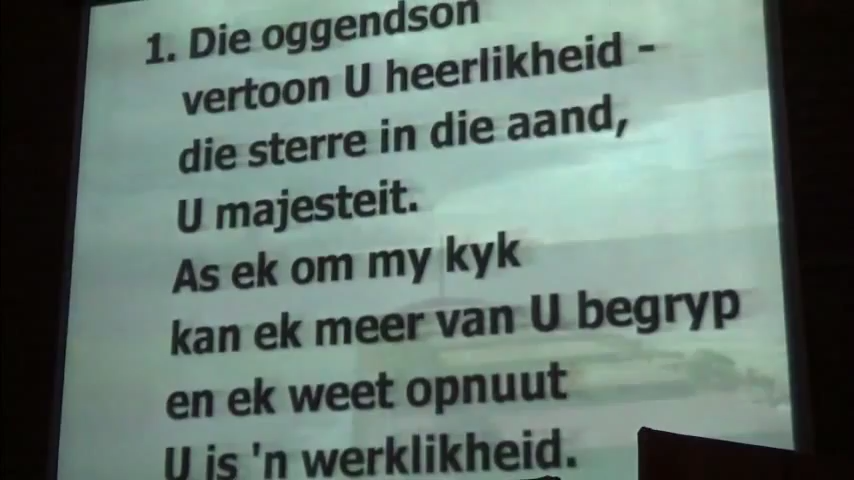 1. Die oggendson
vertoon U heerlikheid -
die sterre in die aand,
U majesteit.
As ek om my kyk
kan ek meer van U begryp
en ek weet opnuut
U is 'n werklikheid.